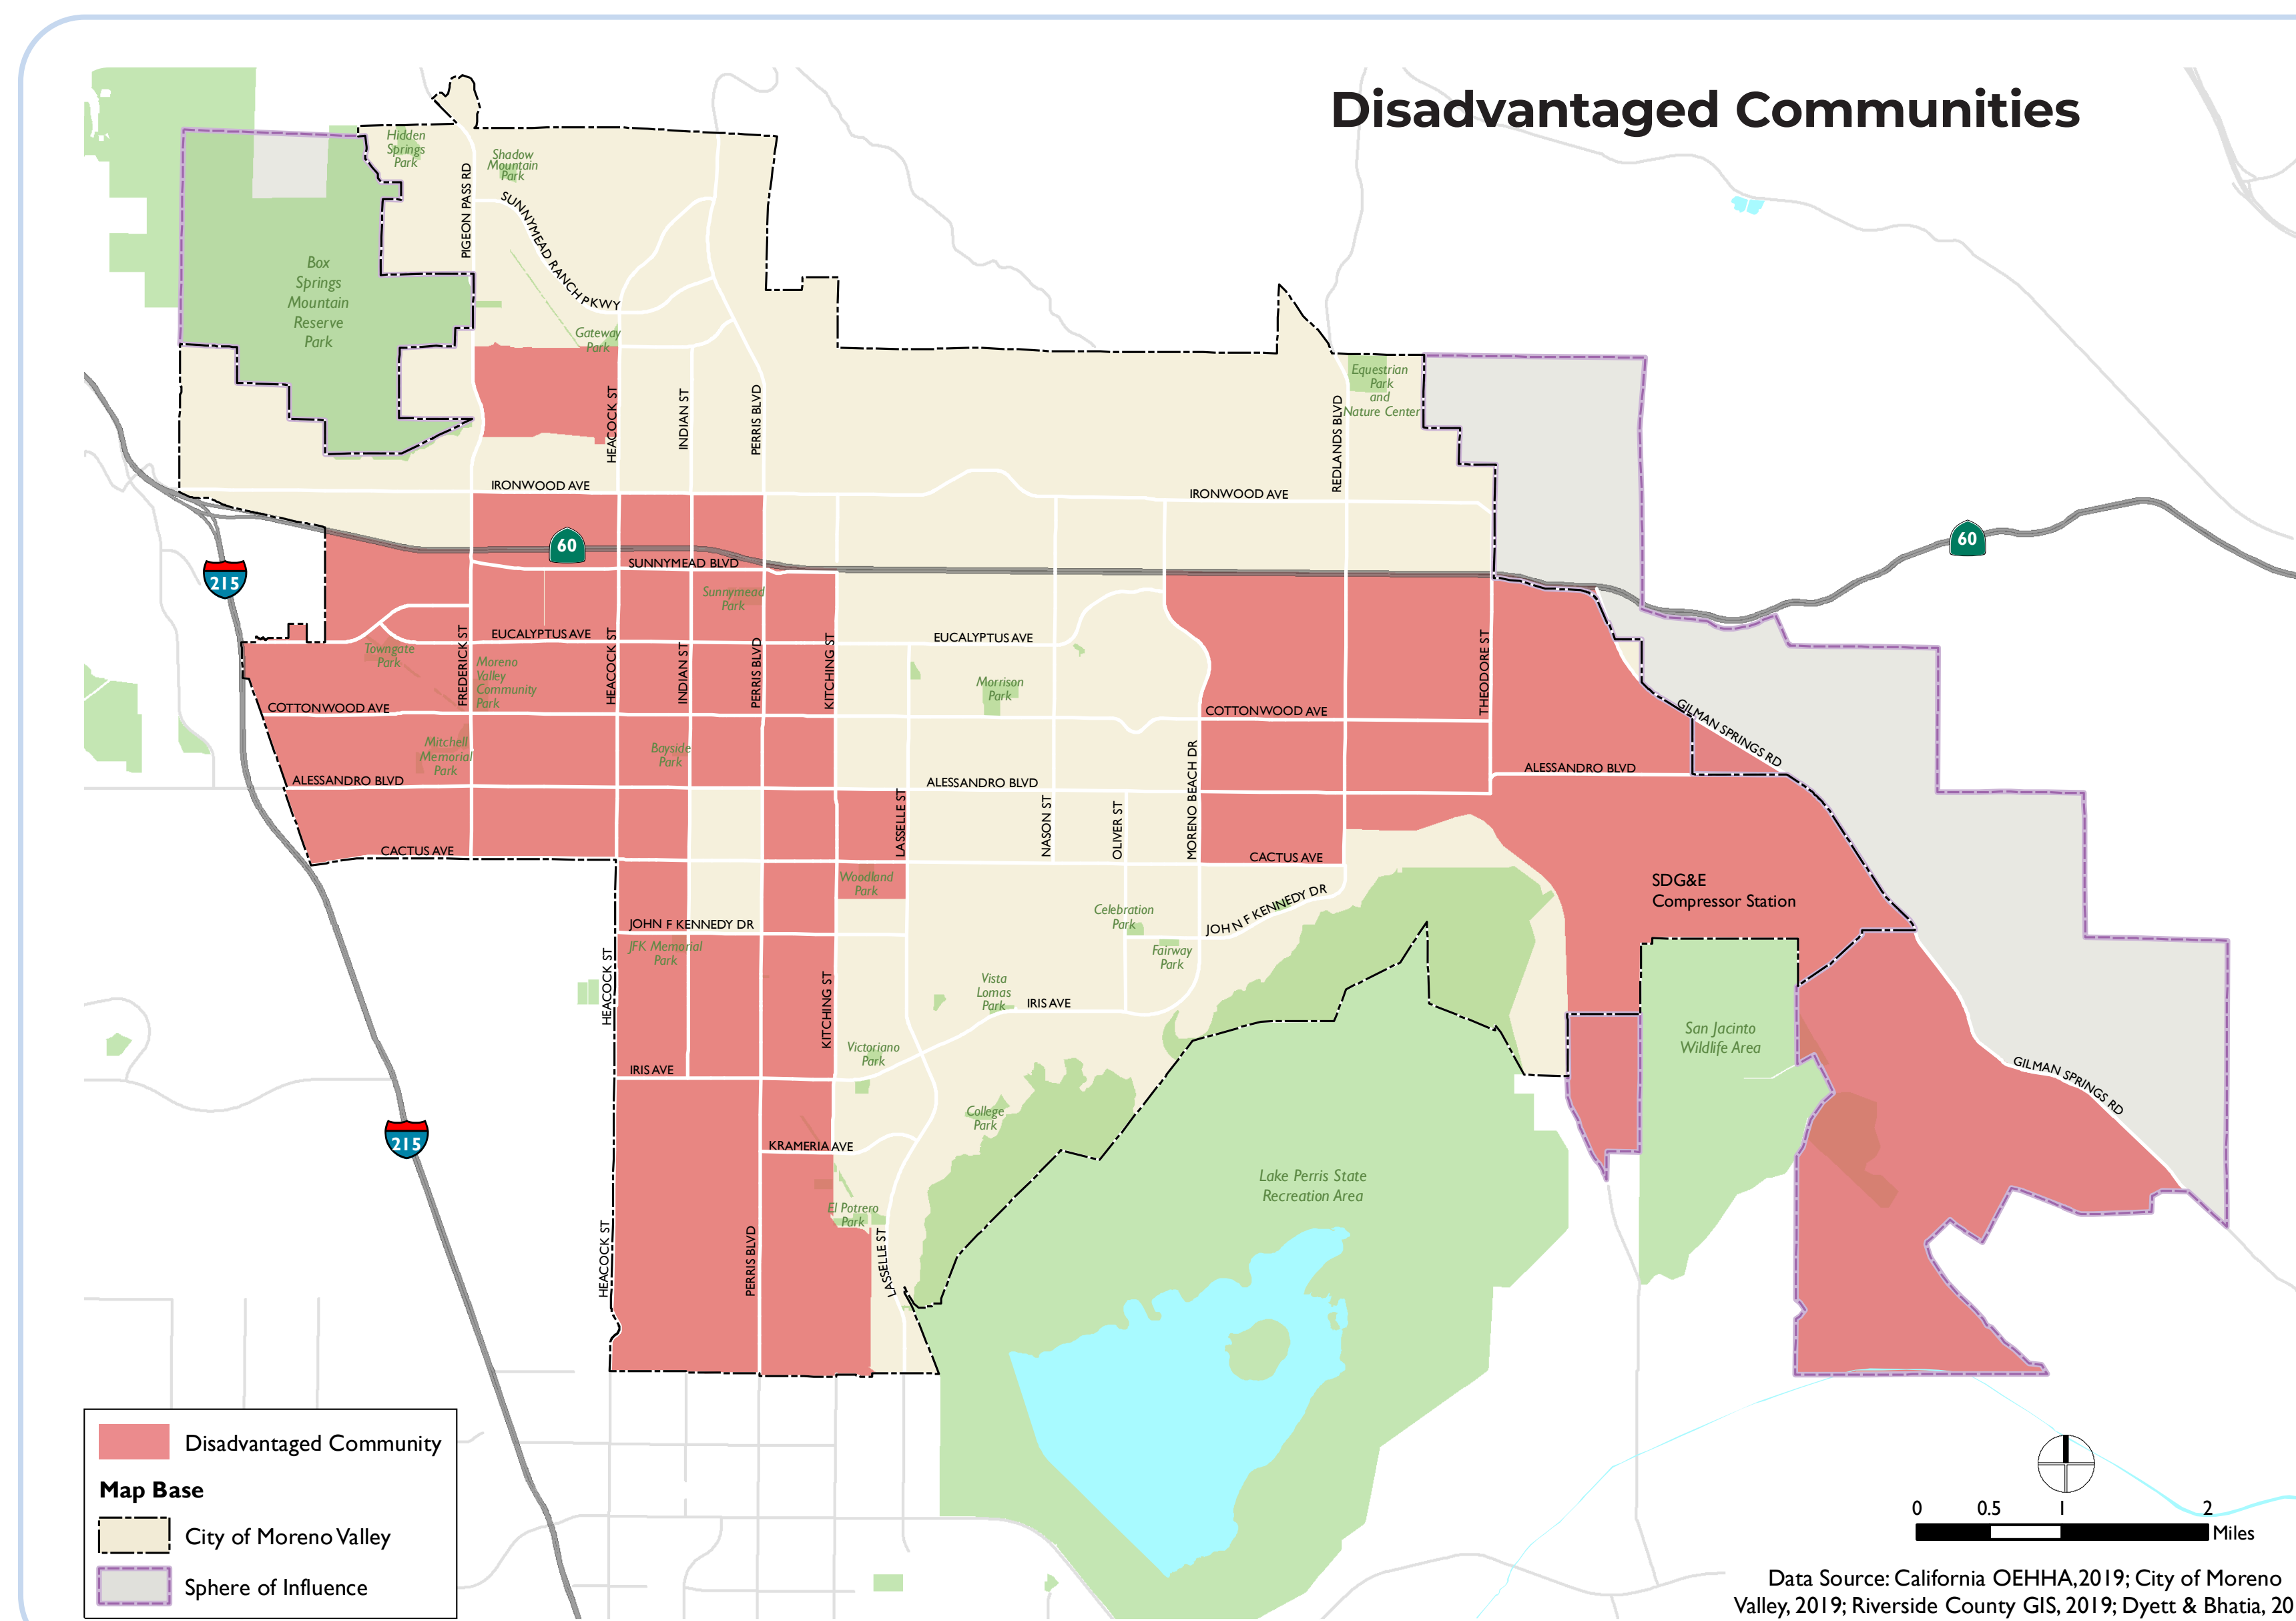 Disadvantaged Communities
Hidden
Springs
Park
Shadow
Mountain
Park
PIGEON PASS RD
SUNNYMEAD RANCH PKWY
Box
Springs
Mountain
Reserve
Park
Gateway
Park
Equestrian
Park
and
Nature Center
HEACOCK ST
INDIAN ST
PERRIS BLVD
REDLANDS BLVD
IRONWOOD AVE
IRONWOOD AVE
60
60
SUNNYMEAD BLVD
215
Sunnymead
Park
EUCALYPTUS AVE
EUCALYPTUS AVE
Towngate
Park
FREDERICK ST
Moreno
Valley
Community
Park
HEACOCK ST
INDIAN ST
PERRIS BLVD
KITCHING ST
Morrison
Park
THEODORE ST
COTTONWOOD AVE
COTTONWOOD AVE
GILMAN SPRINGS RD
Mitchell
Memorial
Park
Bayside
Park
ALESSANDRO BLVD
ALESSANDRO BLVD
ALESSANDRO BLVD
LASSELLE ST
NASON ST
OLIVER ST
MORENO BEACH DR
CACTUS AVE
CACTUS AVE
Woodland
Park
SDG&E
Compressor Station
JOHN F KENNEDY DR
JOHN F KENNEDY DR
Celebration
Park
JFK Memorial
Park
Fairway
Park
HEACOCK ST
KITCHING ST
Vista
Lomas
Park
IRIS AVE
San Jacinto
Wildlife Area
Victoriano
Park
IRIS AVE
GILMAN SPRINGS RD
College
Park
215
KRAMERIA AVE
Lake Perris State
Recreation Area
El Potrero
Park
HEACOCK ST
PERRIS BLVD
LASSELLE ST
Disadvantaged Community
Map Base
City of Moreno Valley
Sphere of Influence
0 0.5 1 2
Miles
Data Source: California OEHHA,2019; City of Moreno
Valley, 2019; Riverside County GIS, 2019; Dyett & Bhatia, 20